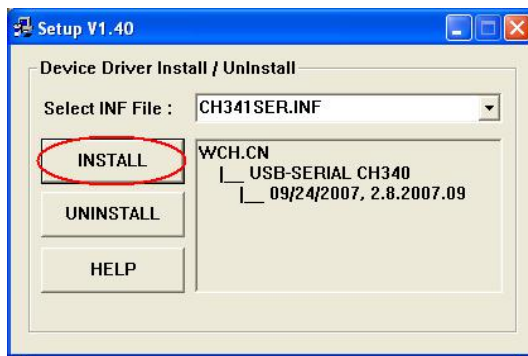 Setup V1.40
Device Driver Install / UnInstall
Select INF File : CH341SER.INF
INSTALL
UNINSTALL
HELP
WCH.CN
|__ USB-SERIAL CH340
|__ 09/24/2007, 2.8.2007.09